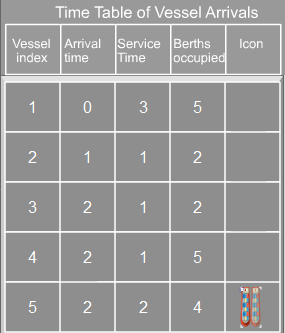 Time Table of Vessel Arrivals
Vessel index Arrival time Service Time Berths occupied Icon
1 0 3 5
2 1 1 2
3 2 1 2
4 2 1 5
5 2 2 4